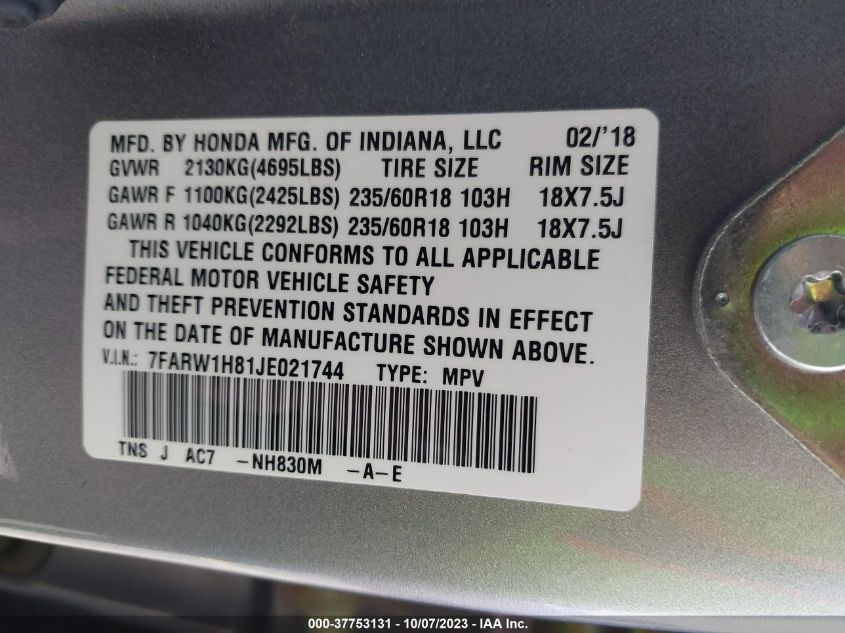 MFD. BY HONDA MFG. OF INDIANA, LLC 02/'18
GVWR 2130KG(4695LBS) TIRE SIZE RIM SIZE
GAWR F 1100KG(2425LBS) 235/60R18 103H 18X7.5J
GAWR R 1040KG(2292LBS) 235/60R18 103H 18X7.5J
THIS VEHICLE CONFORMS TO ALL APPLICABLE
FEDERAL MOTOR VEHICLE SAFETY
AND THEFT PREVENTION STANDARDS IN EFFECT
ON THE DATE OF MANUFACTURE SHOWN ABOVE.
V.I.N.: 7FARW1H81JE021744 TYPE: MPV
TNS J AC7 -NH830M -A-E
000-37753131 - 10/07/2023 - IAA Inc.